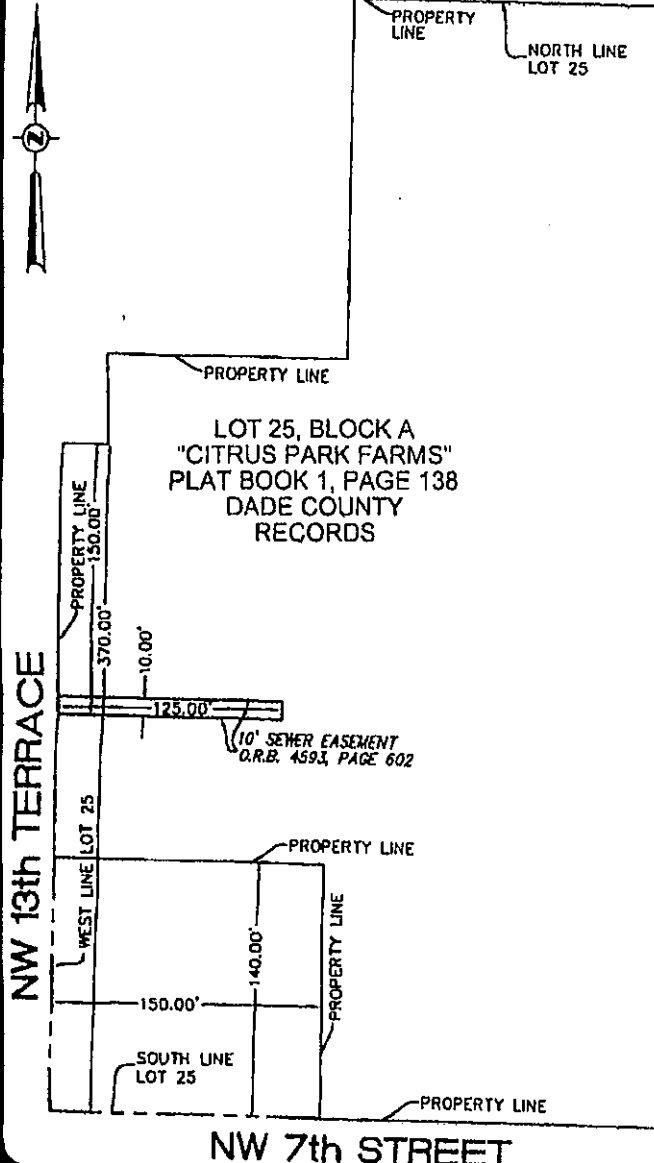 PROPERTY
LINE
NORTH LINE
LOT 25
N
PROPERTY LINE
LOT 25, BLOCK A
"CITRUS PARK FARMS"
PLAT BOOK 1, PAGE 138
DADE COUNTY
RECORDS
PROPERTY LINE
150.00'
370.00'
10.00'
125.00'
10' SEWER EASEMENT
O.R.B. 4593, PAGE 602
NW 13th TERRACE
WEST LINE LOT 25
PROPERTY LINE
140.00'
PROPERTY LINE
150.00'
SOUTH LINE
LOT 25
PROPERTY LINE
NW 7th STREET